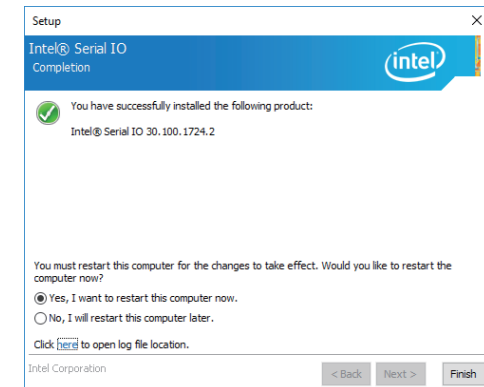 Setup
Intel® Serial IO
Completion
intel
You have successfully installed the following product:
Intel® Serial IO 30.100.1724.2
You must restart this computer for the changes to take effect. Would you like to restart the
computer now?
Yes, I want to restart this computer now.
No, I will restart this computer later.
Click here to open log file location.
Intel Corporation
< Back Next > Finish